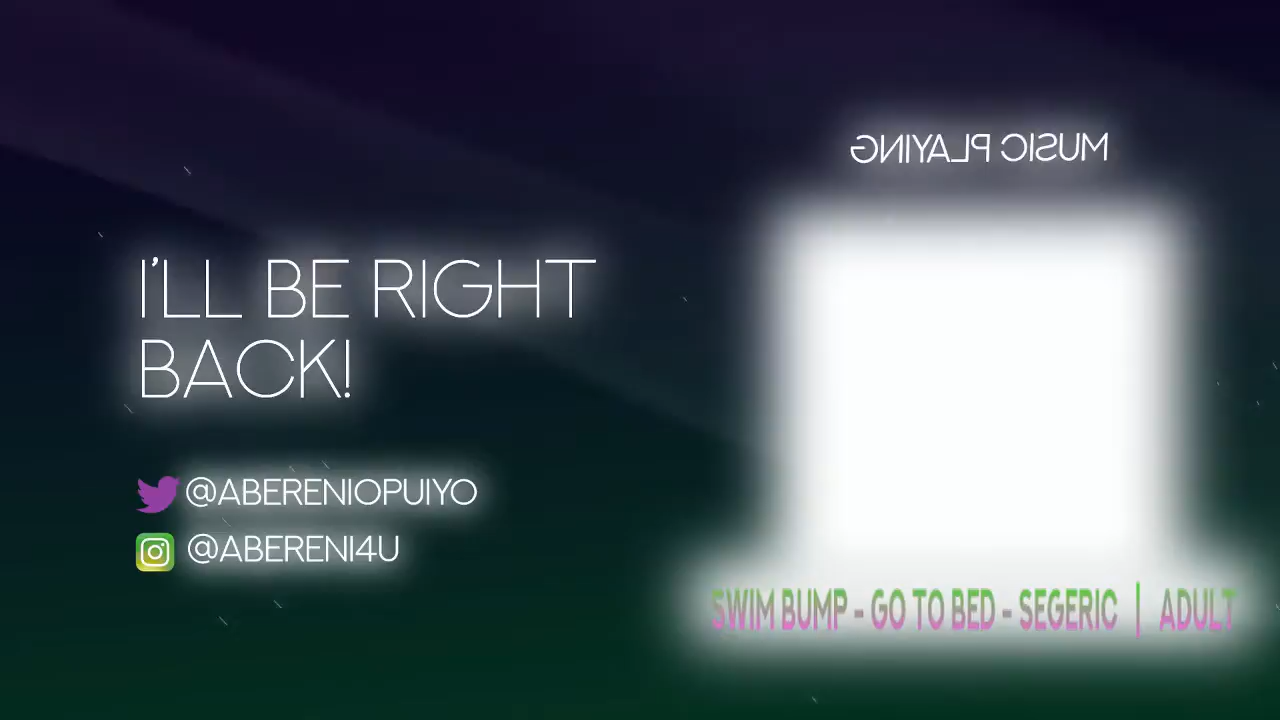 MUSIC PLAYING
I'LL BE RIGHT
BACK!
@ABERENIOPUIYO
@ABERENI4U
SWIM BUMP - GO TO BED - SEGERIC | ADULT